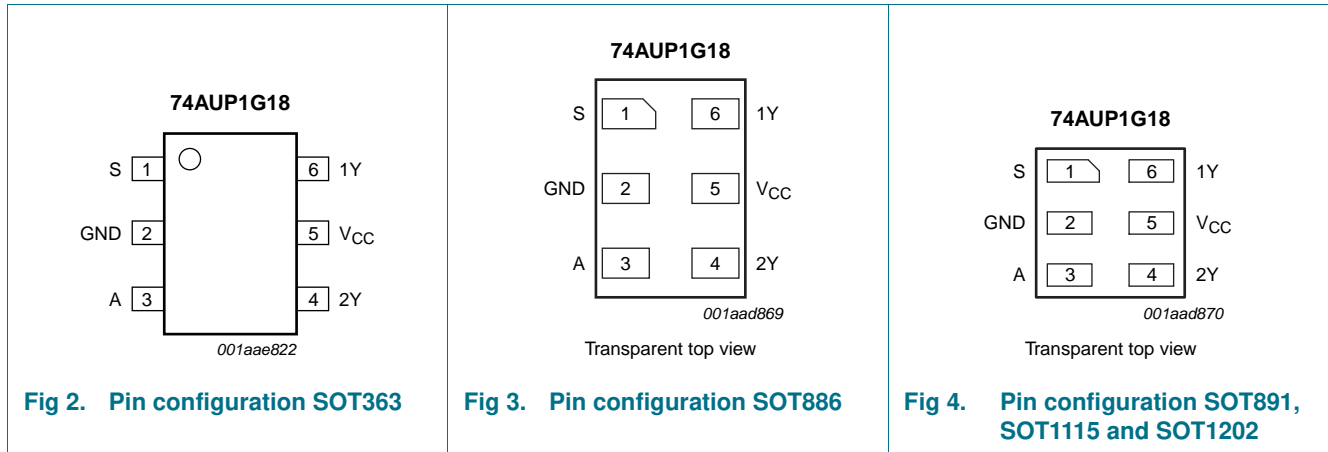 74AUP1G18
S 1 6 1Y
GND 2 5 VCC
A 3 4 2Y
001aae822
Fig 2. Pin configuration SOT363
74AUP1G18
S 1 6 1Y
GND 2 5 VCC
A 3 4 2Y
001aad869
Transparent top view
Fig 3. Pin configuration SOT886
74AUP1G18
S 1 6 1Y
GND 2 5 VCC
A 3 4 2Y
001aad870
Transparent top view
Fig 4. Pin configuration SOT891,
SOT1115 and SOT1202